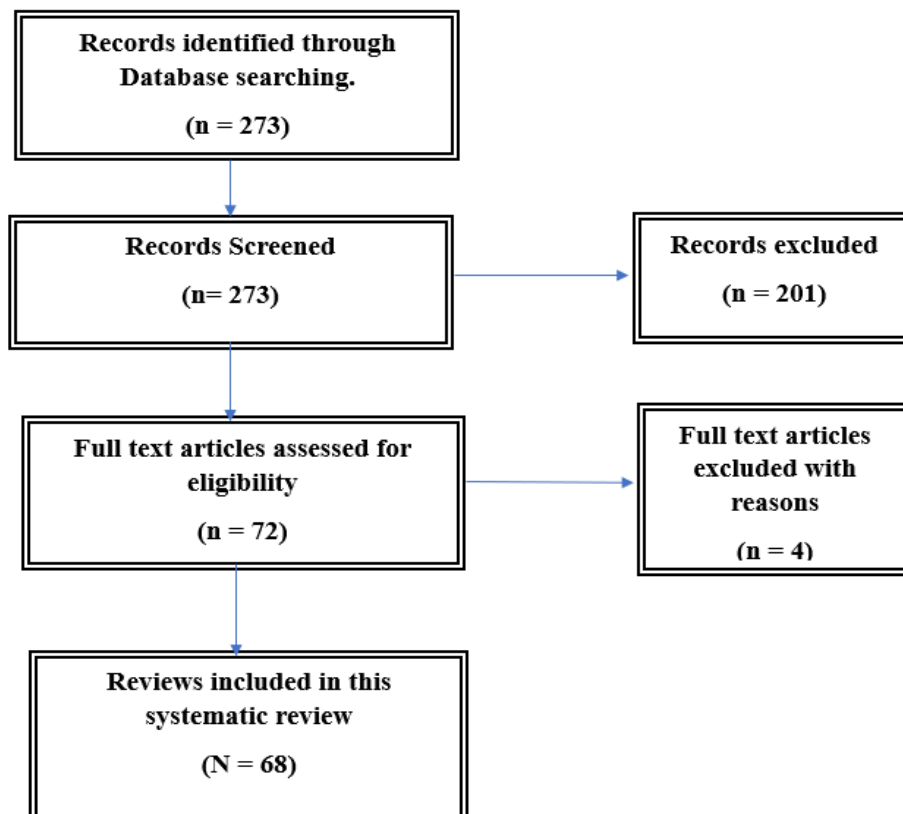 Records identified through
Database searching.
(n = 273)
Records Screened
(n= 273)
Records excluded
(n = 201)
Full text articles assessed for
eligibility
(n = 72)
Full text articles
excluded with
reasons
(n = 4)
Reviews included in this
systematic review
(N = 68)